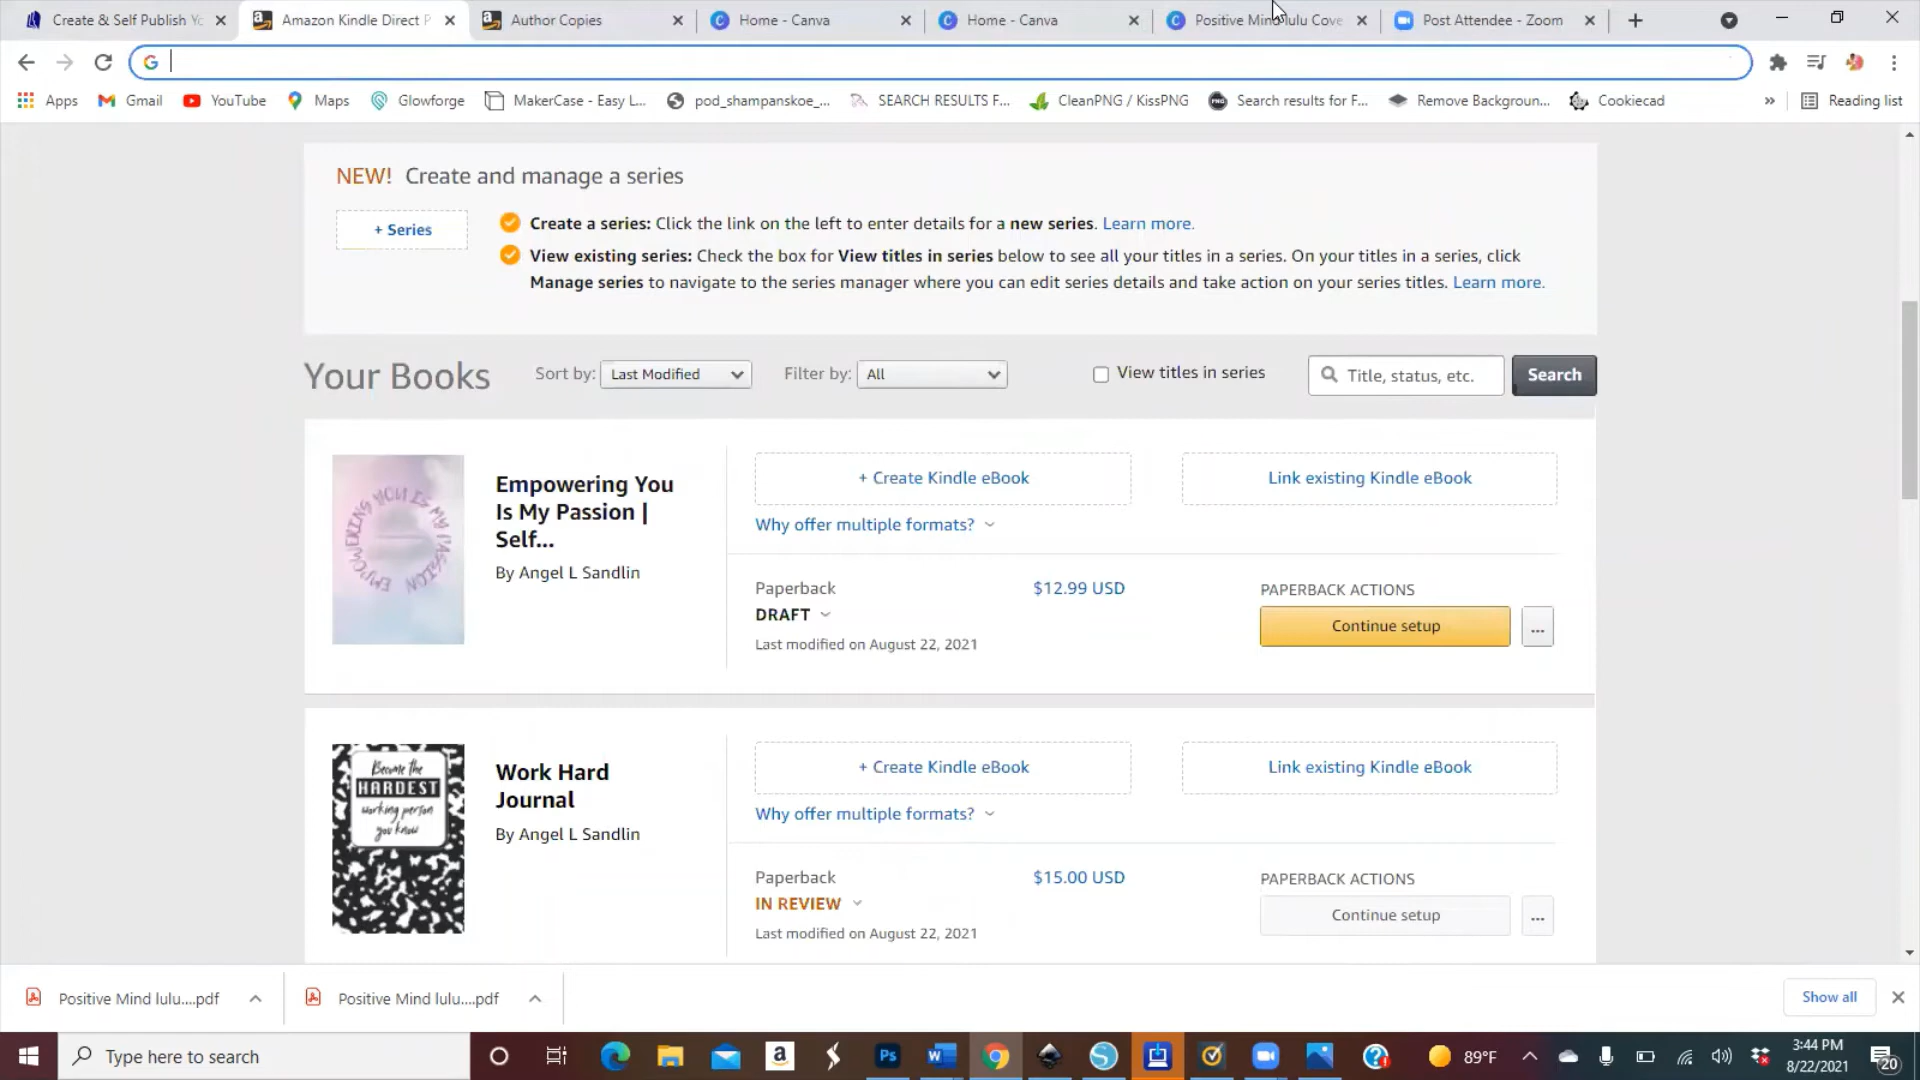 Create & Self Publish Yo
Amazon Kindle Direct P
Author Copies
Home - Canva
Home - Canva
Positive Mind lulu Cove
Post Attendee - Zoom
Apps
Gmail
YouTube
Maps
Glowforge
MakerCase - Easy L...
pod_shampanskoe_...
SEARCH RESULTS F...
CleanPNG / KissPNG
Search results for F...
Remove Backgroun...
Cookiecad
»
Reading list
NEW! Create and manage a series
+ Series
Create a series: Click the link on the left to enter details for a new series. Learn more.
View existing series: Check the box for View titles in series below to see all your titles in a series. On your titles in a series, click
Manage series to navigate to the series manager where you can edit series details and take action on your series titles. Learn more.
Your Books
Sort by: Last Modified
Filter by: All
View titles in series
Title, status, etc.
Search
EMPOWERING YOU IS MY PASSION
Empowering You
Is My Passion |
Self...
By Angel L Sandlin
+ Create Kindle eBook
Link existing Kindle eBook
Why offer multiple formats?
Paperback
$12.99 USD
PAPERBACK ACTIONS
DRAFT
Continue setup
...
Last modified on August 22, 2021
Become the
HARDEST
working person
you know
Work Hard
Journal
By Angel L Sandlin
+ Create Kindle eBook
Link existing Kindle eBook
Why offer multiple formats?
Paperback
$15.00 USD
PAPERBACK ACTIONS
IN REVIEW
Continue setup
...
Last modified on August 22, 2021
Positive Mind lulu....pdf
Positive Mind lulu....pdf
Show all
Type here to search
Ps
89°F
3:44 PM
8/22/2021
20